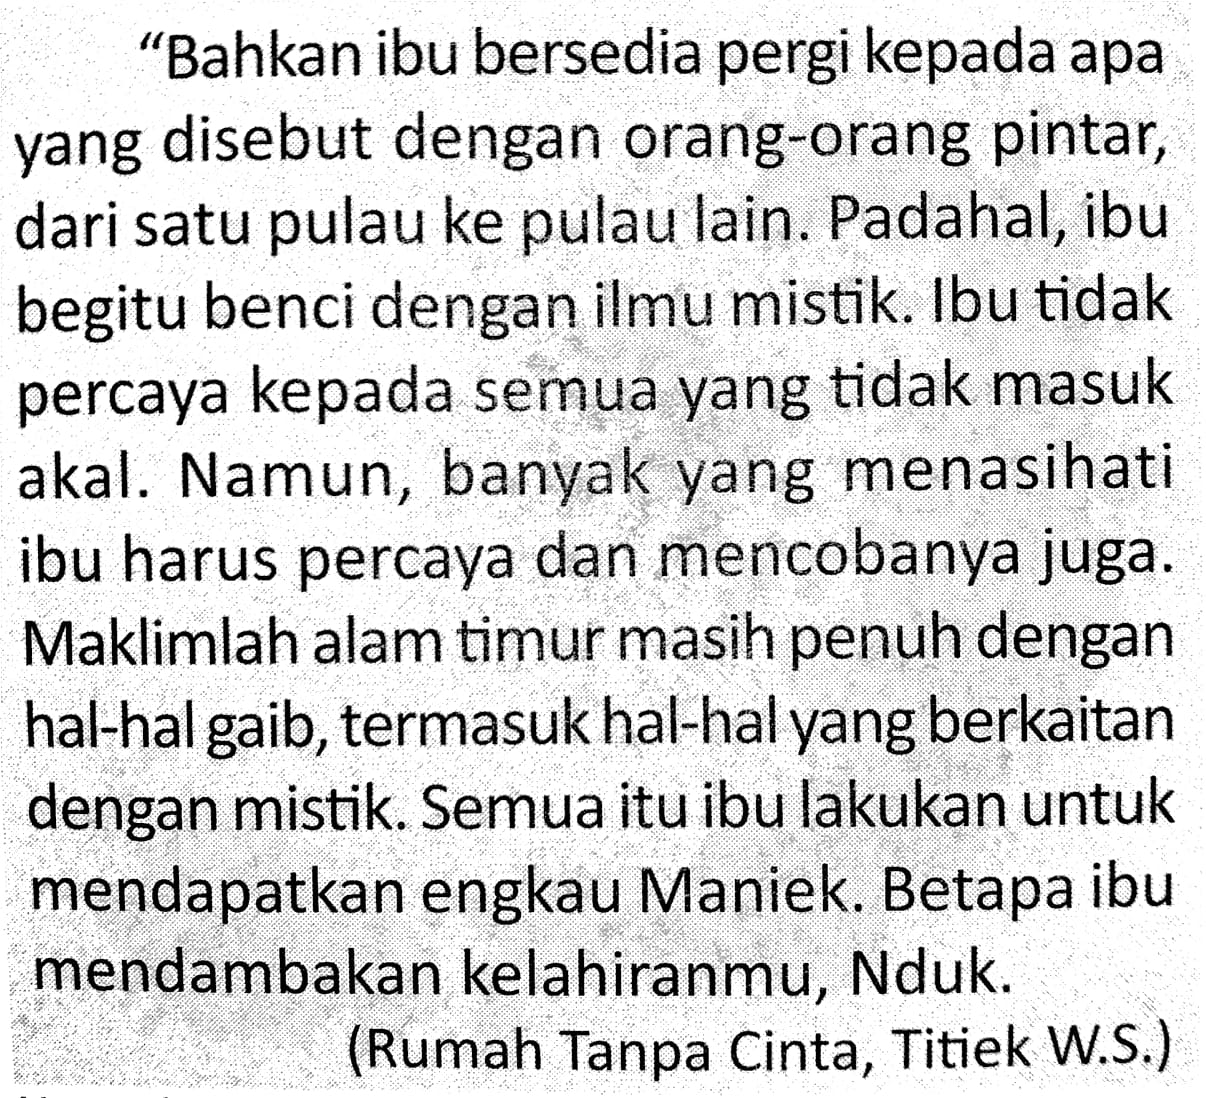 “Bahkan ibu bersedia pergi kepada apa
yang disebut dengan orang-orang pintar,
dari satu pulau ke pulau lain. Padahal, ibu
begitu benci dengan ilmu mistik. Ibu tidak
percaya kepada semua yang tidak masuk
akal. Namun, banyak yang menasihati
ibu harus percaya dan mencobanya juga.
Maklimlah alam timur masih penuh dengan
hal-hal gaib, termasuk hal-hal yang berkaitan
dengan mistik. Semua itu ibu lakukan untuk
mendapatkan engkau Maniek. Betapa ibu
mendambakan kelahiranmu, Nduk.
(Rumah Tanpa Cinta, Titiek W.S.)